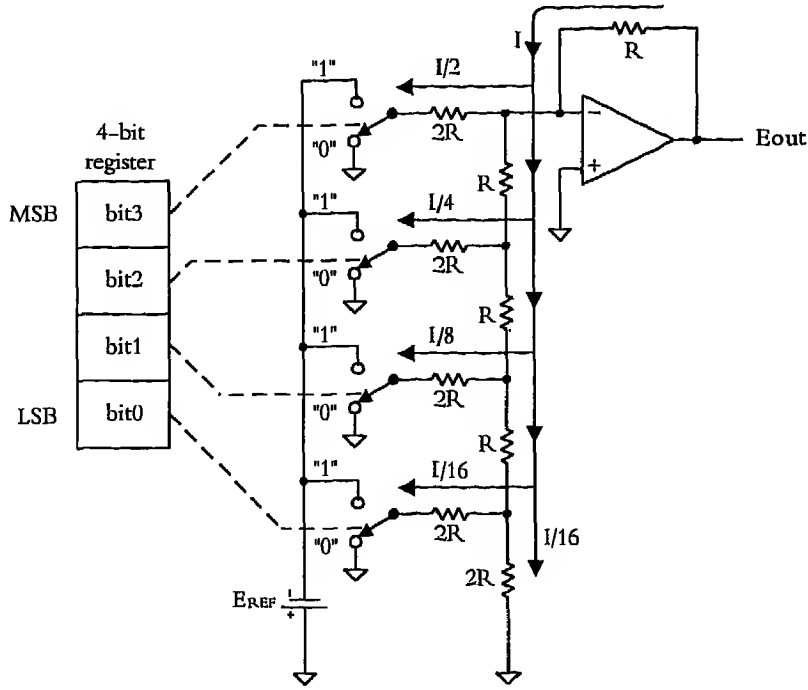 I
R
"1"
I/2
−
2R
Eout
4-bit
register
"0"
+
R
MSB
bit3
"1"
I/4
bit2
2R
"0"
R
bit1
"1"
I/8
LSB
bit0
2R
"0"
R
"1"
I/16
2R
"0"
I/16
2R
EREF
-
+